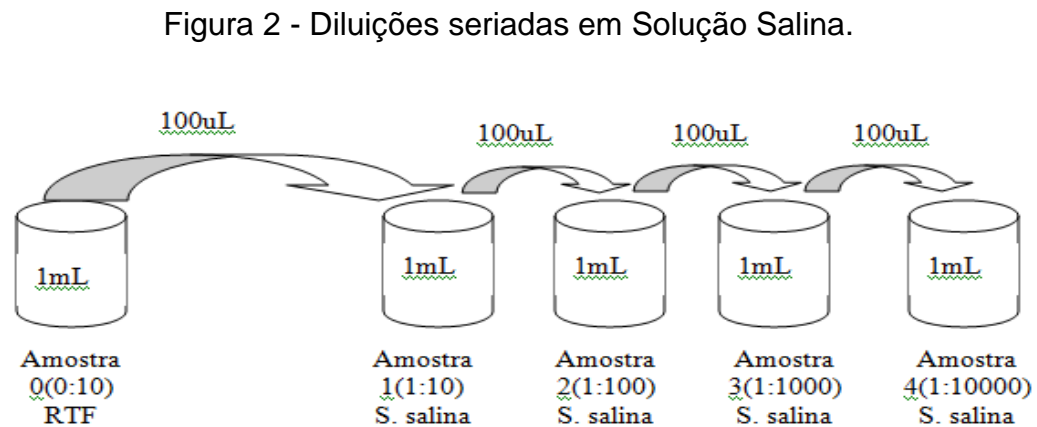 Figura 2 - Diluições seriadas em Solução Salina.
100uL
100uL
100uL
100uL
1mL
1mL
1mL
1mL
1mL
Amostra
0(0:10)
RTF
Amostra
1(1:10)
S. salina
Amostra
2(1:100)
S. salina
Amostra
3(1:1000)
S. salina
Amostra
4(1:10000)
S. salina